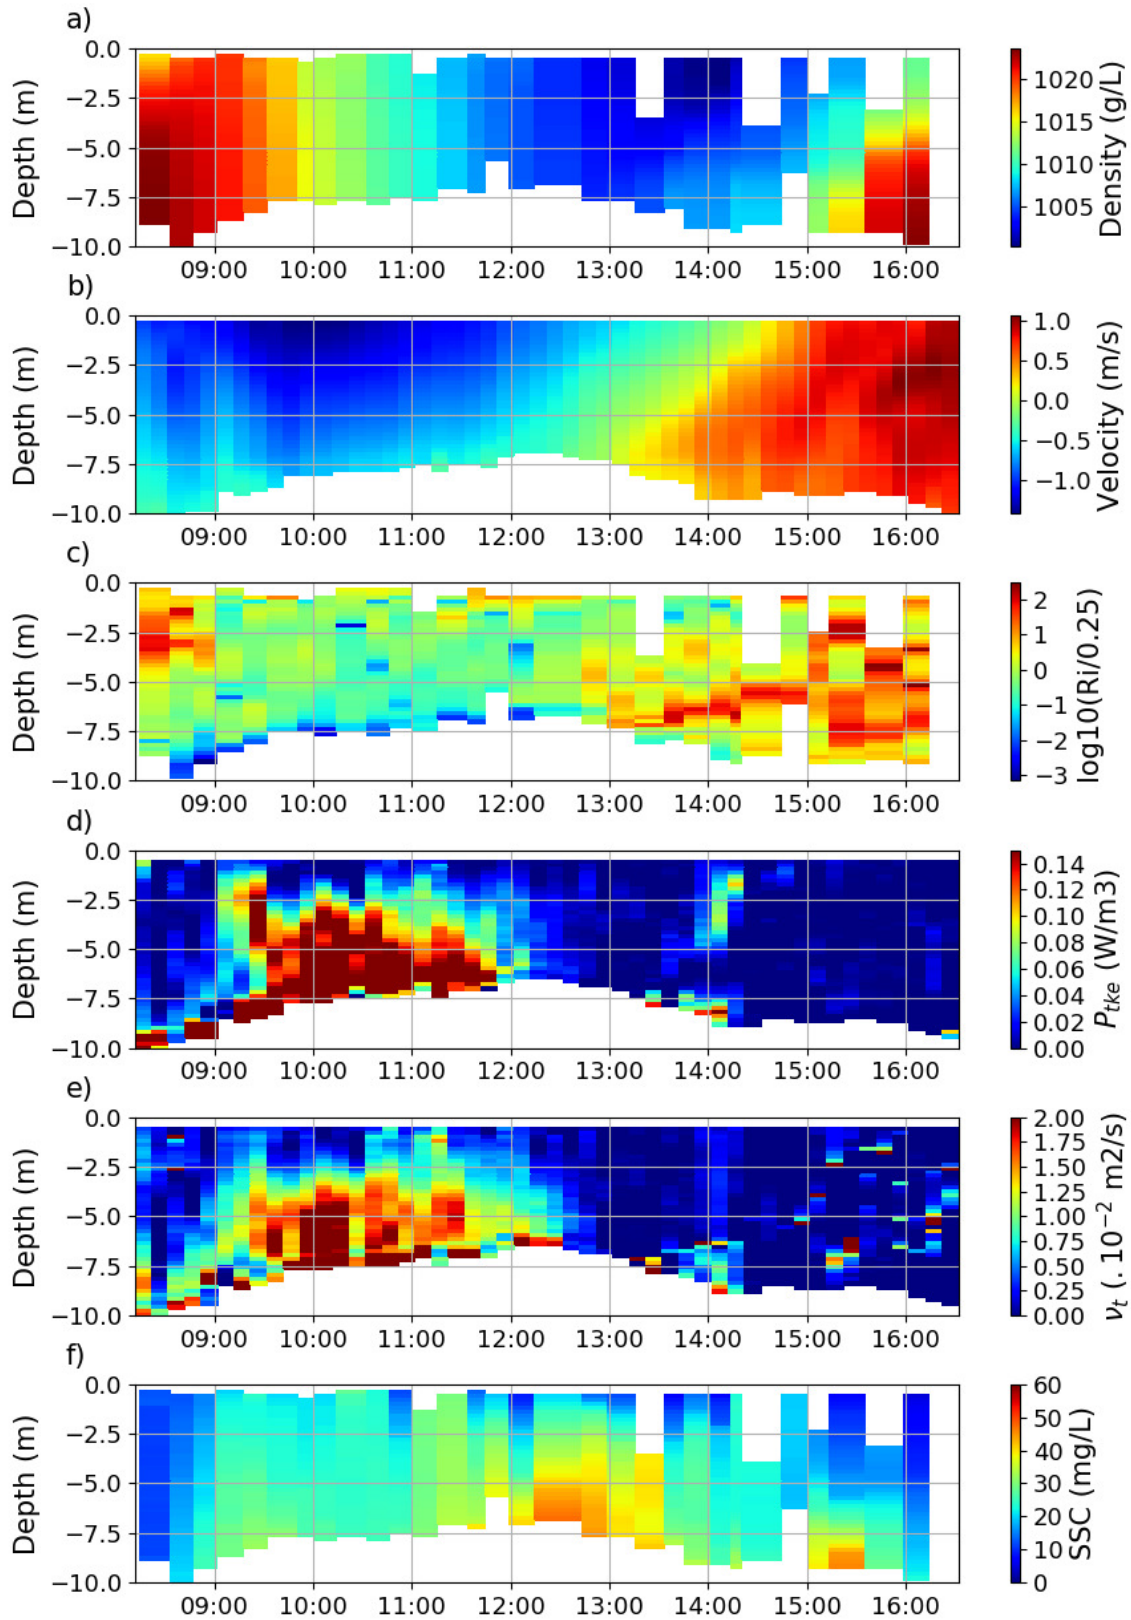 a)
0.0
−2.5
−5.0
−7.5
−10.0
Depth (m)
09:00 10:00 11:00 12:00 13:00 14:00 15:00 16:00
1020
1015
1010
1005
Density (g/L)
b)
0.0
−2.5
−5.0
−7.5
−10.0
Depth (m)
09:00 10:00 11:00 12:00 13:00 14:00 15:00 16:00
1.0
0.5
0.0
−0.5
−1.0
Velocity (m/s)
c)
0.0
−2.5
−5.0
−7.5
−10.0
Depth (m)
09:00 10:00 11:00 12:00 13:00 14:00 15:00 16:00
2
1
0
−1
−2
−3
log10(Ri/0.25)
d)
0.0
−2.5
−5.0
−7.5
−10.0
Depth (m)
09:00 10:00 11:00 12:00 13:00 14:00 15:00 16:00
0.14
0.12
0.10
0.08
0.06
0.04
0.02
0.00
Ptke (W/m3)
e)
0.0
−2.5
−5.0
−7.5
−10.0
Depth (m)
09:00 10:00 11:00 12:00 13:00 14:00 15:00 16:00
2.00
1.75
1.50
1.25
1.00
0.75
0.50
0.25
0.00
νt (. 10−2 m2/s)
f)
0.0
−2.5
−5.0
−7.5
−10.0
Depth (m)
09:00 10:00 11:00 12:00 13:00 14:00 15:00 16:00
60
50
40
30
20
10
0
SSC (mg/L)